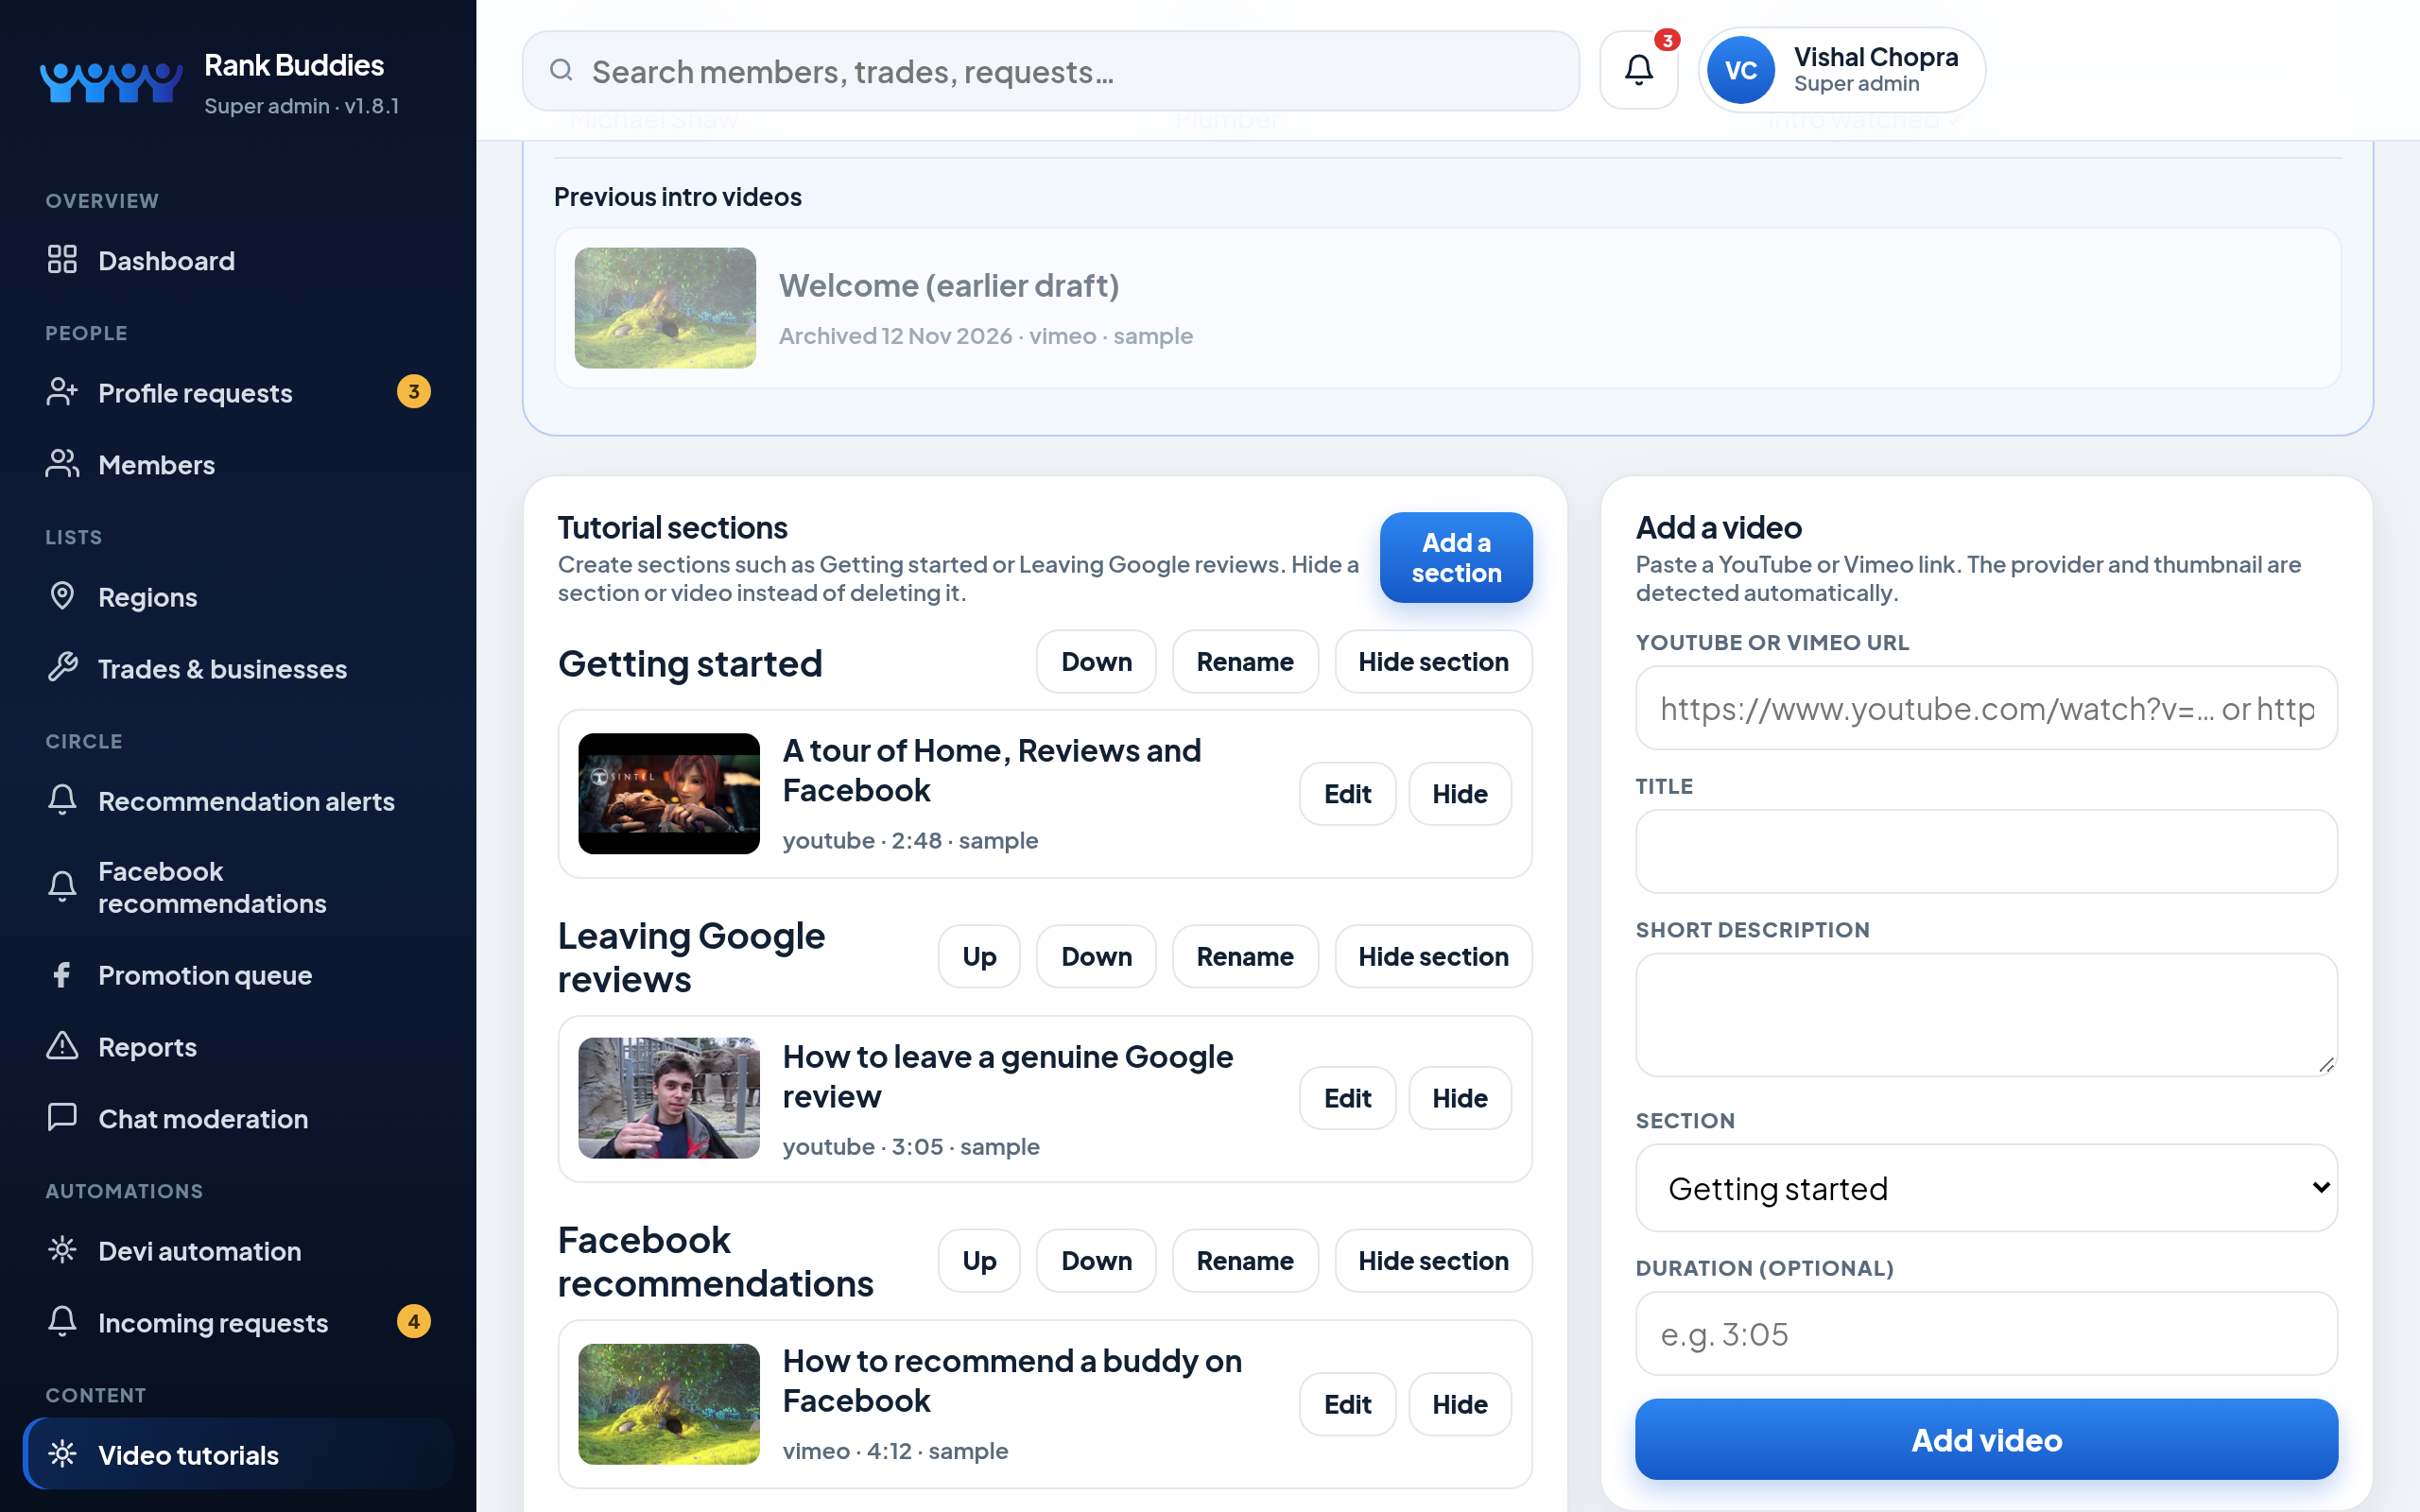 Rank Buddies
Super admin · v1.8.1
OVERVIEW
Dashboard
PEOPLE
Profile requests
3
Members
LISTS
Regions
Trades & businesses
CIRCLE
Recommendation alerts
Facebook
recommendations
Promotion queue
Reports
Chat moderation
AUTOMATIONS
Devi automation
Incoming requests
4
CONTENT
Video tutorials
Search members, trades, requests...
3
VC
Vishal Chopra
Super admin
Michael Shaw
Plumber
Intro watched ✓
Previous intro videos
Welcome (earlier draft)
Archived 12 Nov 2026 · vimeo · sample
Tutorial sections
Create sections such as Getting started or Leaving Google reviews. Hide a
section or video instead of deleting it.
Add a
section
Getting started
Down
Rename
Hide section
SINTEL
A tour of Home, Reviews and
Facebook
youtube · 2:48 · sample
Edit
Hide
Leaving Google
reviews
Up
Down
Rename
Hide section
How to leave a genuine Google
review
youtube · 3:05 · sample
Edit
Hide
Facebook
recommendations
Up
Down
Rename
Hide section
How to recommend a buddy on
Facebook
vimeo · 4:12 · sample
Edit
Hide
Add a video
Paste a YouTube or Vimeo link. The provider and thumbnail are
detected automatically.
YOUTUBE OR VIMEO URL
https://www.youtube.com/watch?v=... or http
TITLE
SHORT DESCRIPTION
SECTION
Getting started
DURATION (OPTIONAL)
e.g. 3:05
Add video